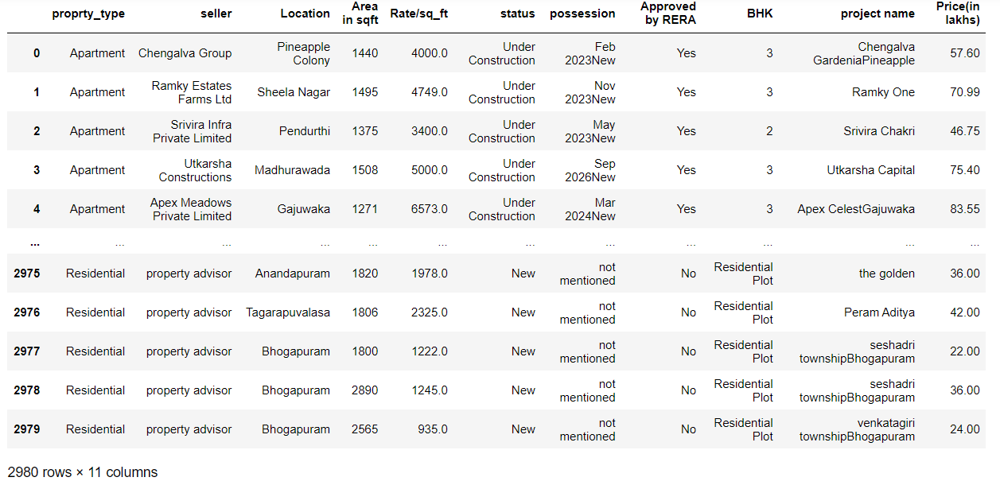 proprty_type seller Location Area in sqft Rate/sq_ft status possession Approved by RERA BHK project name Price(in lakhs)
0 Apartment Chengalva Group Pineapple Colony 1440 4000.0 Under Construction Feb 2023New Yes 3 Chengalva GardeniaPineapple 57.60
1 Apartment Ramky Estates Farms Ltd Sheela Nagar 1495 4749.0 Under Construction Nov 2023New Yes 3 Ramky One 70.99
2 Apartment Srivira Infra Private Limited Pendurthi 1375 3400.0 Under Construction May 2023New Yes 2 Srivira Chakri 46.75
3 Apartment Utkarsha Constructions Madhurawada 1508 5000.0 Under Construction Sep 2026New Yes 3 Utkarsha Capital 75.40
4 Apartment Apex Meadows Private Limited Gajuwaka 1271 6573.0 Under Construction Mar 2024New Yes 3 Apex CelestGajuwaka 83.55
... ... ... ... ... ... ... ... ... ... ... ...
2975 Residential property advisor Anandapuram 1820 1978.0 New not mentioned No Residential Plot the golden 36.00
2976 Residential property advisor Tagarapuvalasa 1806 2325.0 New not mentioned No Residential Plot Peram Aditya 42.00
2977 Residential property advisor Bhogapuram 1800 1222.0 New not mentioned No Residential Plot seshadri townshipBhogapuram 22.00
2978 Residential property advisor Bhogapuram 2890 1245.0 New not mentioned No Residential Plot seshadri townshipBhogapuram 36.00
2979 Residential property advisor Bhogapuram 2565 935.0 New not mentioned No Residential Plot venkatagiri townshipBhogapuram 24.00
2980 rows × 11 columns